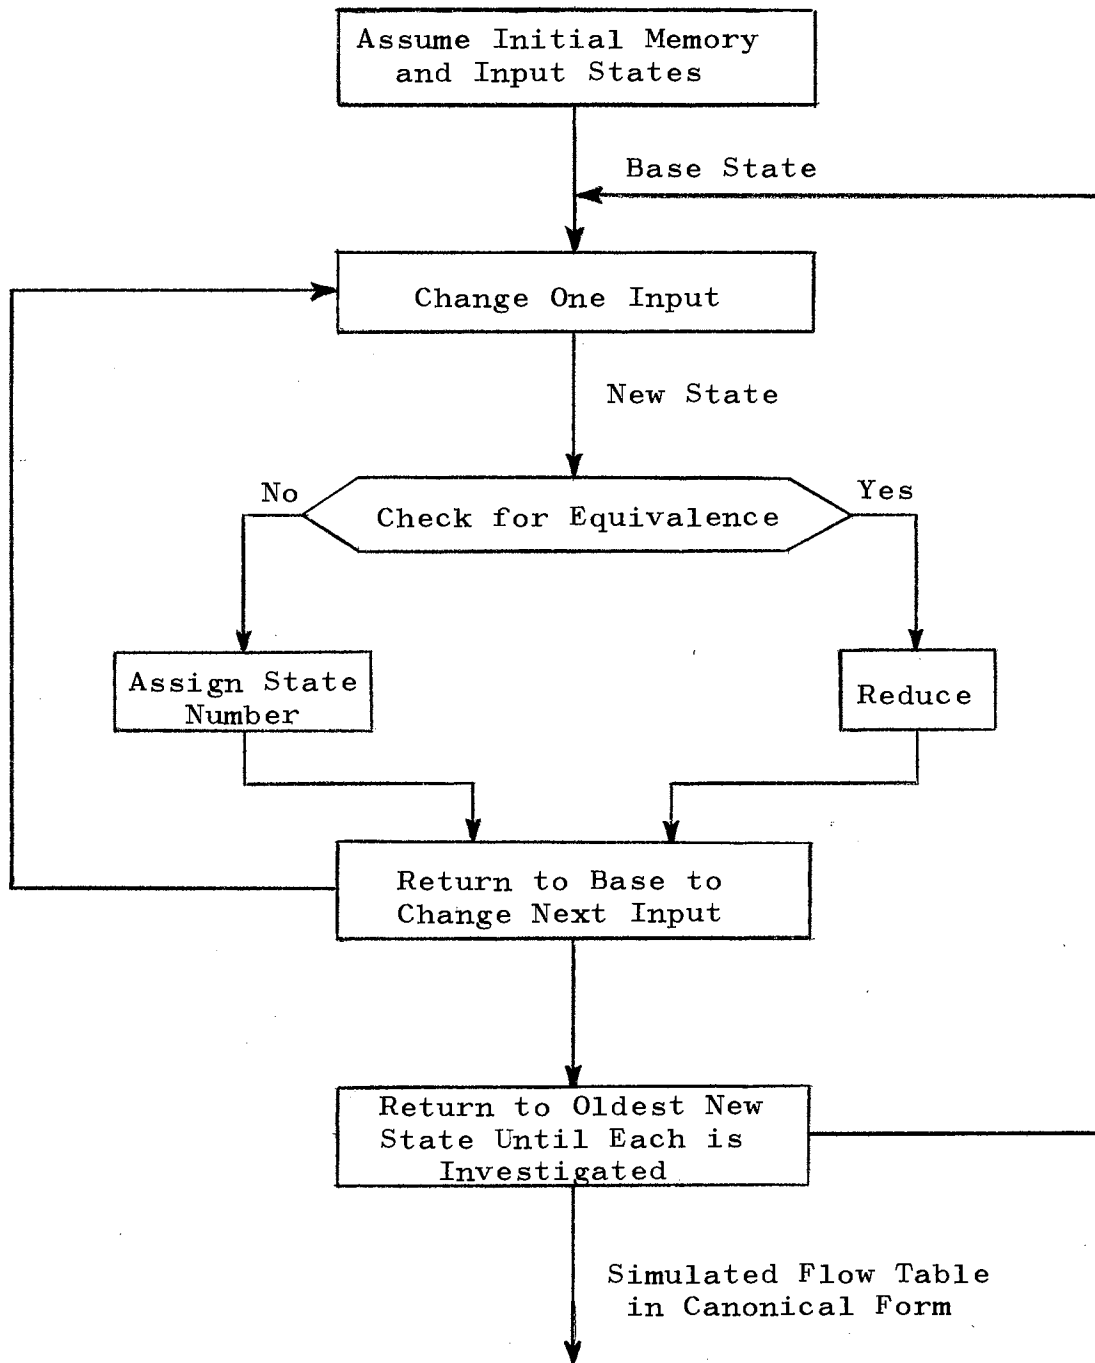 Assume Initial Memory
and Input States
Base State
Change One Input
New State
No
Yes
Check for Equivalence
Assign State
Number
Reduce
Return to Base to
Change Next Input
Return to Oldest New
State Until Each is
Investigated
Simulated Flow Table
in Canonical Form